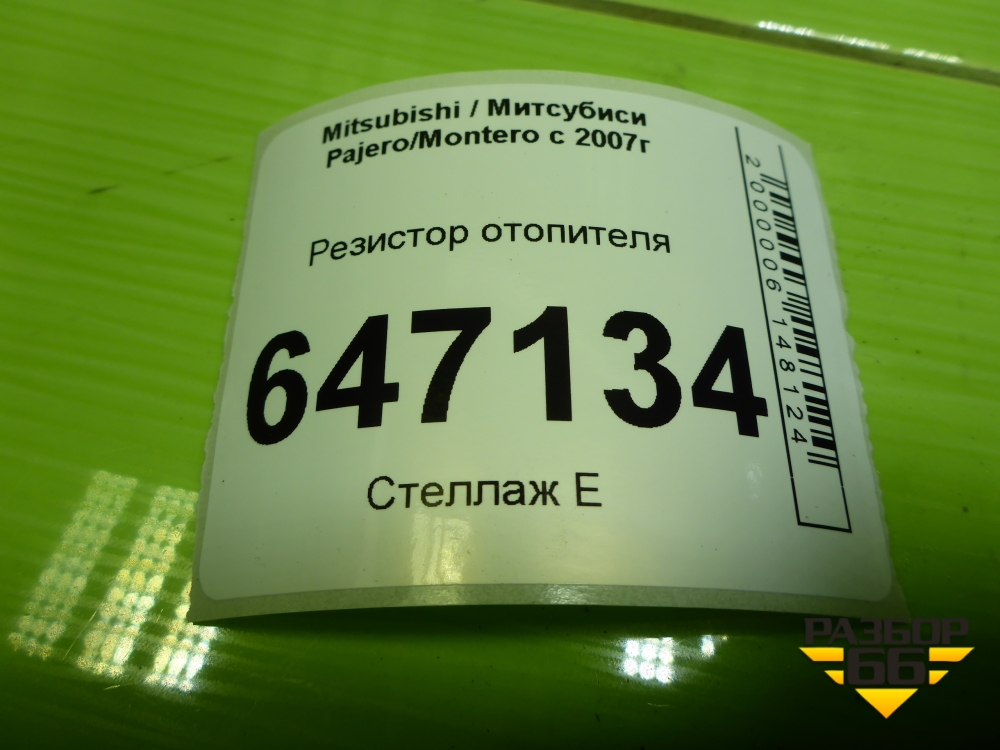 Mitsubishi / Митсубиси
Pajero/Montero с 2007г
Резистор отопителя
647134
Стеллаж Е
2000006148124
РАЗБОР
66